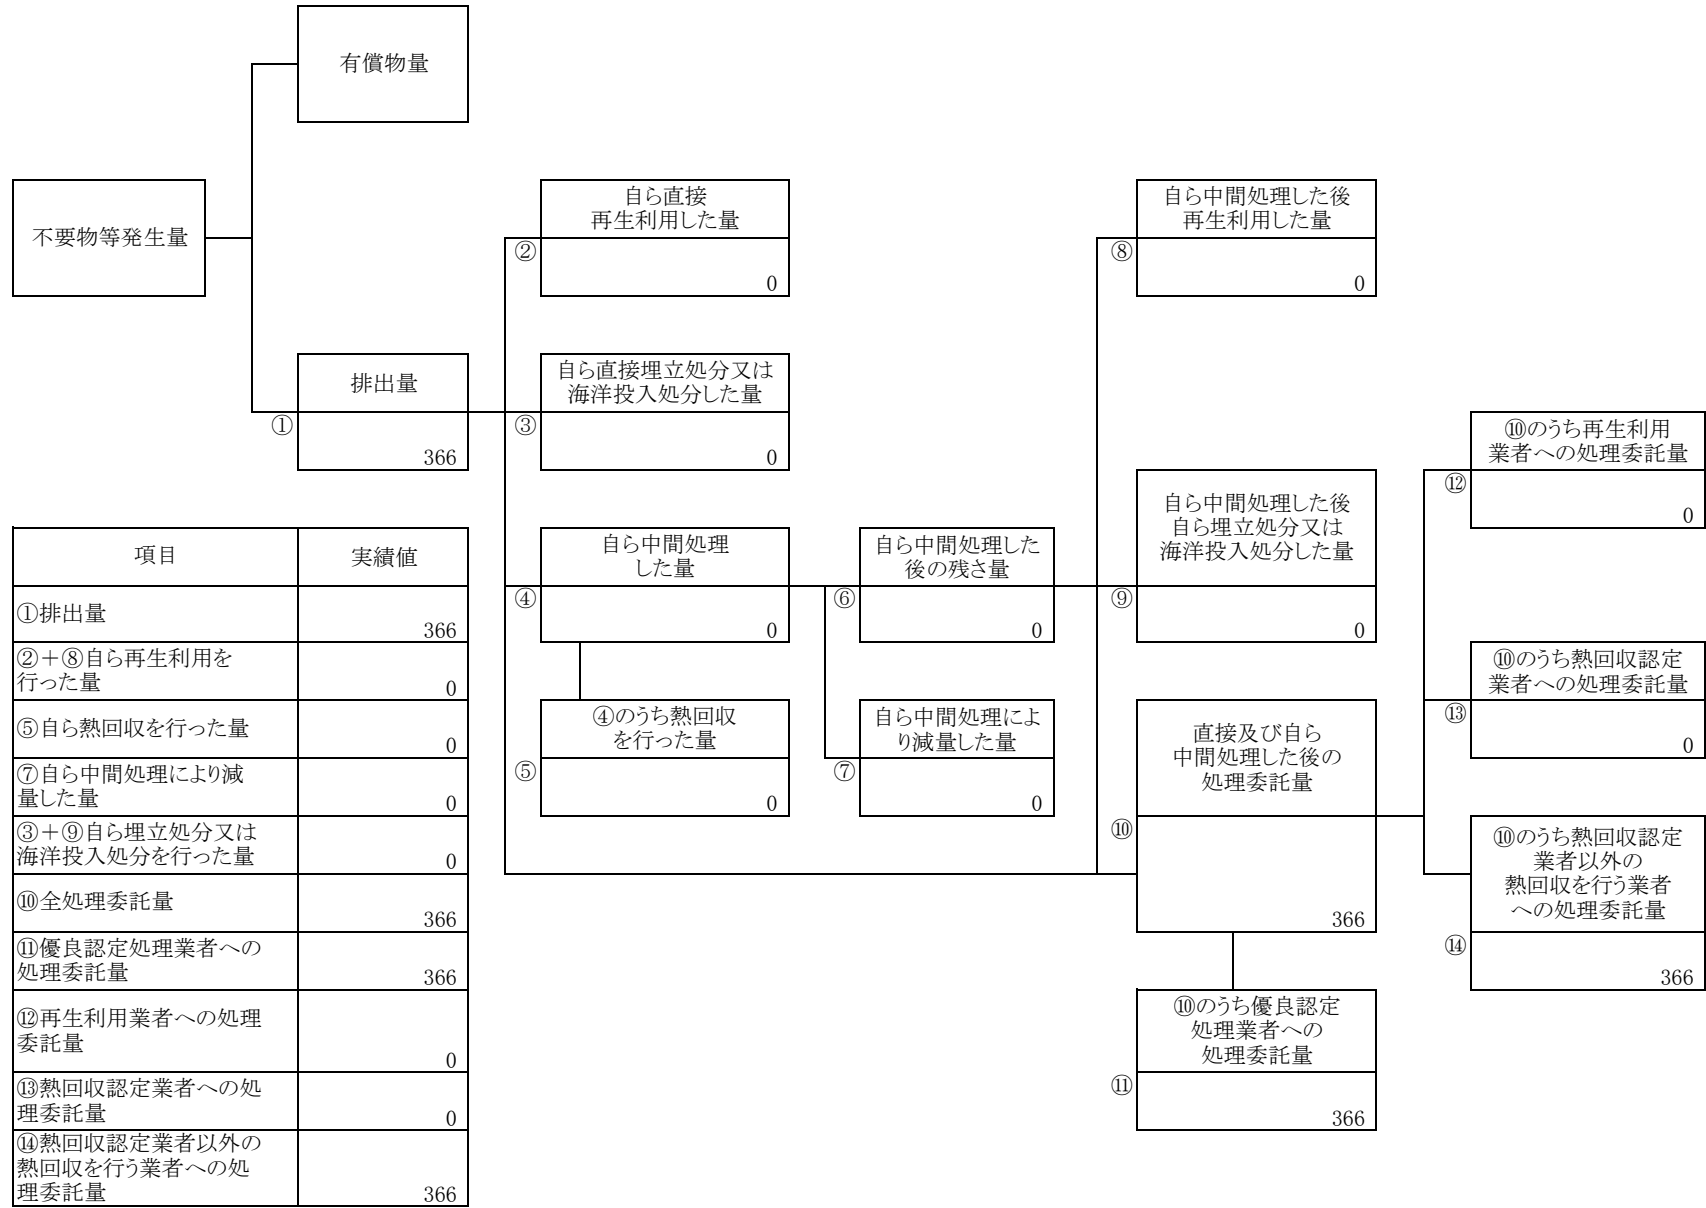 有償物量
不要物等発生量
排出量
①
366
自ら直接
再生利用した量
②
0
自ら直接埋立処分又は
海洋投入処分した量
③
0
自ら中間処理
した量
④
0
④のうち熱回収
を行った量
⑤
0
自ら中間処理した
後の残さ量
⑥
0
自ら中間処理によ
り減量した量
⑦
0
自ら中間処理した後
再生利用した量
⑧
0
自ら中間処理した後
自ら埋立処分又は
海洋投入処分した量
⑨
0
直接及び自ら
中間処理した後の
処理委託量
⑩
366
⑩のうち優良認定
処理業者への
処理委託量
⑪
366
⑩のうち再生利用
業者への処理委託量
⑫
0
⑩のうち熱回収認定
業者への処理委託量
⑬
0
⑩のうち熱回収認定
業者以外の
熱回収を行う業者
への処理委託量
⑭
366
項目 実績値
①排出量
366
②＋⑧自ら再生利用を
行った量
0
⑤自ら熱回収を行った量
0
⑦自ら中間処理により減
量した量
0
③＋⑨自ら埋立処分又は
海洋投入処分を行った量
0
⑩全処理委託量
366
⑪優良認定処理業者への
処理委託量
366
⑫再生利用業者への処理
委託量
0
⑬熱回収認定業者への処
理委託量
0
⑭熱回収認定業者以外の
熱回収を行う業者への処
理委託量
366